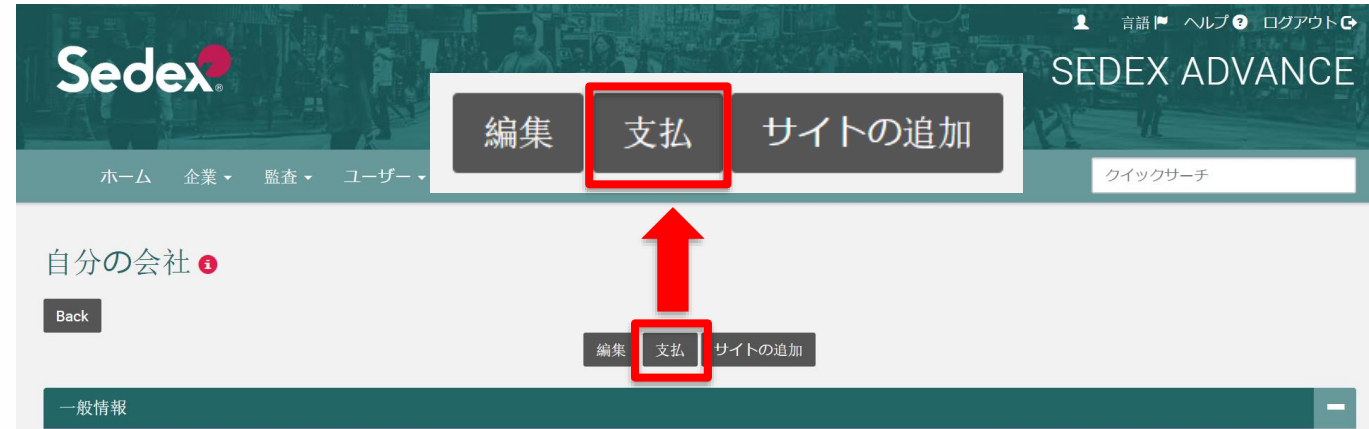 言語 ヘルプ ログアウト
Sedex
SEDEX ADVANCE
編集 支払 サイトの追加
ホーム 企業 監査 ユーザー
クイックサーチ
自分の会社
Back
編集 支払 サイトの追加
一般情報